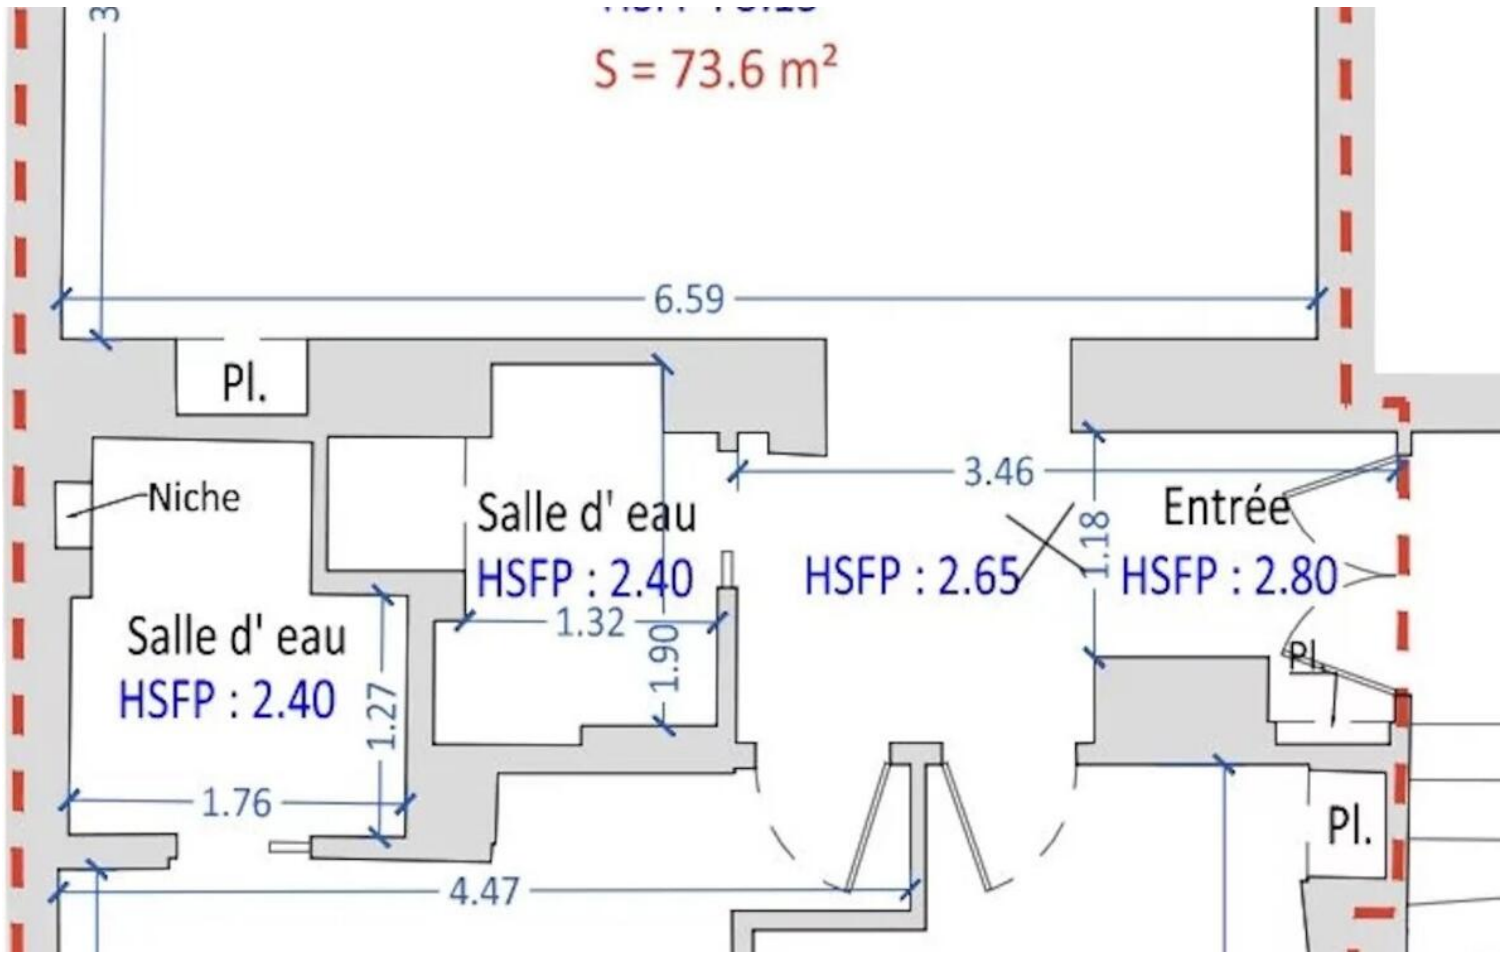 S = 73.6 m²
6.59
Pl.
3.46
Niche
Salle d' eau
HSFP : 2.40
1.32
1.90
HSFP : 2.65
1.18
Entrée
HSFP : 2.80
Pl.
Salle d' eau
HSFP : 2.40
1.27
1.76
Pl.
4.47